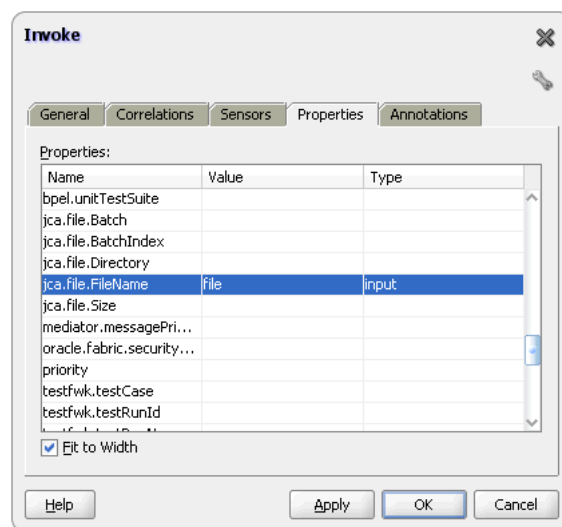 Invoke
General Correlations Sensors Properties Annotations
Properties:
Name Value Type
bpel.unitTestSuite
jca.file.Batch
jca.file.BatchIndex
jca.file.Directory
jca.file.FileName file input
jca.file.Size
mediator.messagePri...
oracle.fabric.security...
priority
testfwk.testCase
testfwk.testRunId
Fit to Width
Help Apply OK Cancel